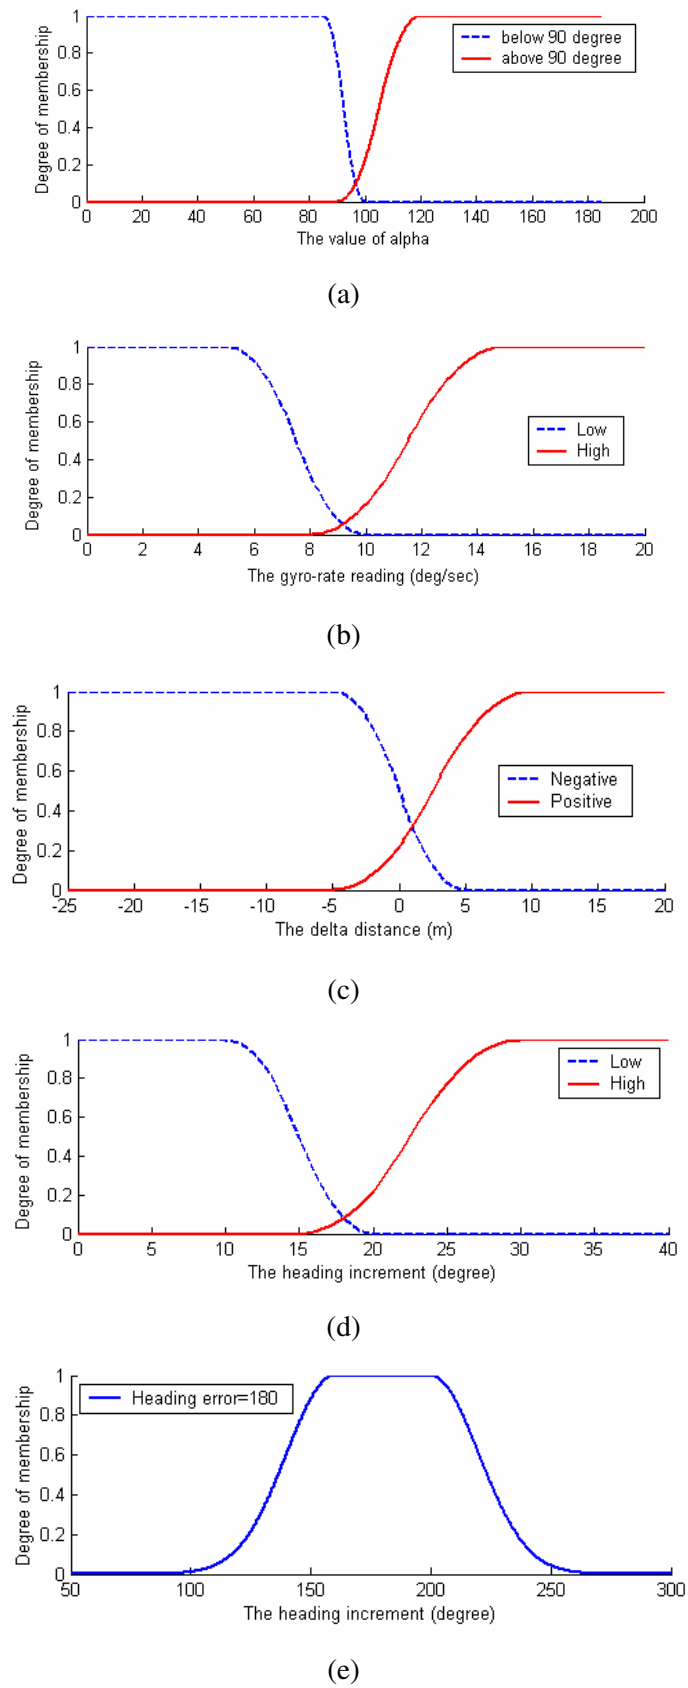 Degree of membership
1
0.8
0.6
0.4
0.2
0
below 90 degree
above 90 degree
0 20 40 60 80 100 120 140 160 180 200
The value of alpha
(a)
Degree of membership
1
0.8
0.6
0.4
0.2
0
Low
High
0 2 4 6 8 10 12 14 16 18 20
The gyro-rate reading (deg/sec)
(b)
Degree of membership
1
0.8
0.6
0.4
0.2
0
Negative
Positive
-25 -20 -15 -10 -5 0 5 10 15 20
The delta distance (m)
(c)
Degree of membership
1
0.8
0.6
0.4
0.2
0
Low
High
0 5 10 15 20 25 30 35 40
The heading increment (degree)
(d)
Degree of membership
1
0.8
0.6
0.4
0.2
0
Heading error=180
50 100 150 200 250 300
The heading increment (degree)
(e)